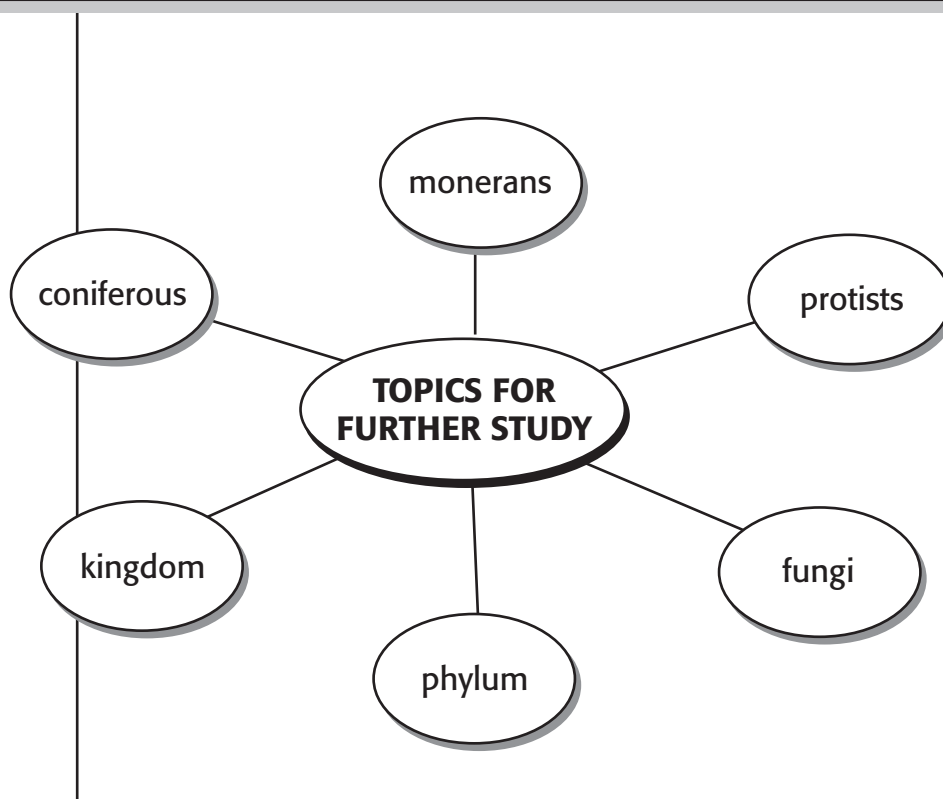 monerans
coniferous
protists
TOPICS FOR
FURTHER STUDY
kingdom
fungi
phylum